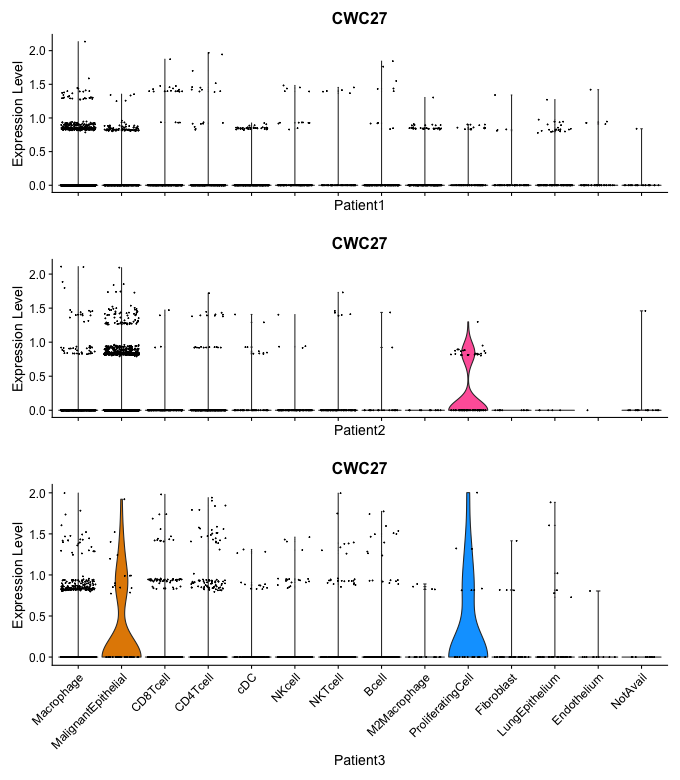 CWC27
Expression Level
2.0
1.5
1.0
0.5
0.0
Patient1
CWC27
Expression Level
2.0
1.5
1.0
0.5
0.0
Patient2
CWC27
Expression Level
2.0
1.5
1.0
0.5
0.0
Macrophage
MalignantEpithelial
CD8Tcell
CD4Tcell
cDC
NKcell
NKTcell
Bcell
M2Macrophage
ProliferatingCell
Fibroblast
LungEpithelium
Endothelium
NotAvail
Patient3